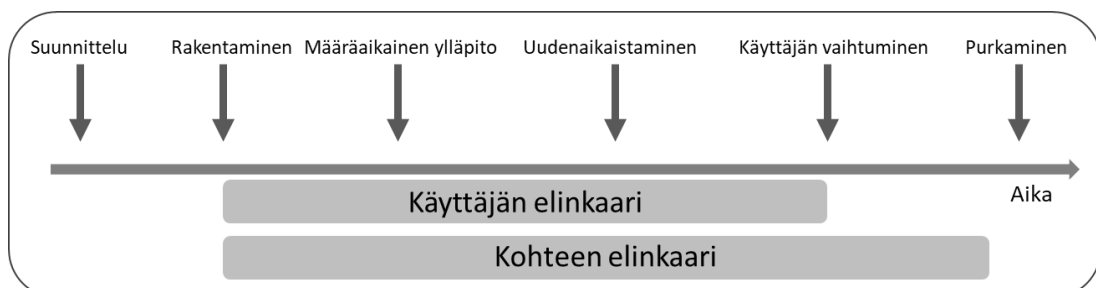 Suunnittelu
Rakentaminen
Määräaikainen ylläpito
Uudenaikaistaminen
Käyttäjän vaihtuminen
Purkaminen
Aika
Käyttäjän elinkaari
Kohteen elinkaari